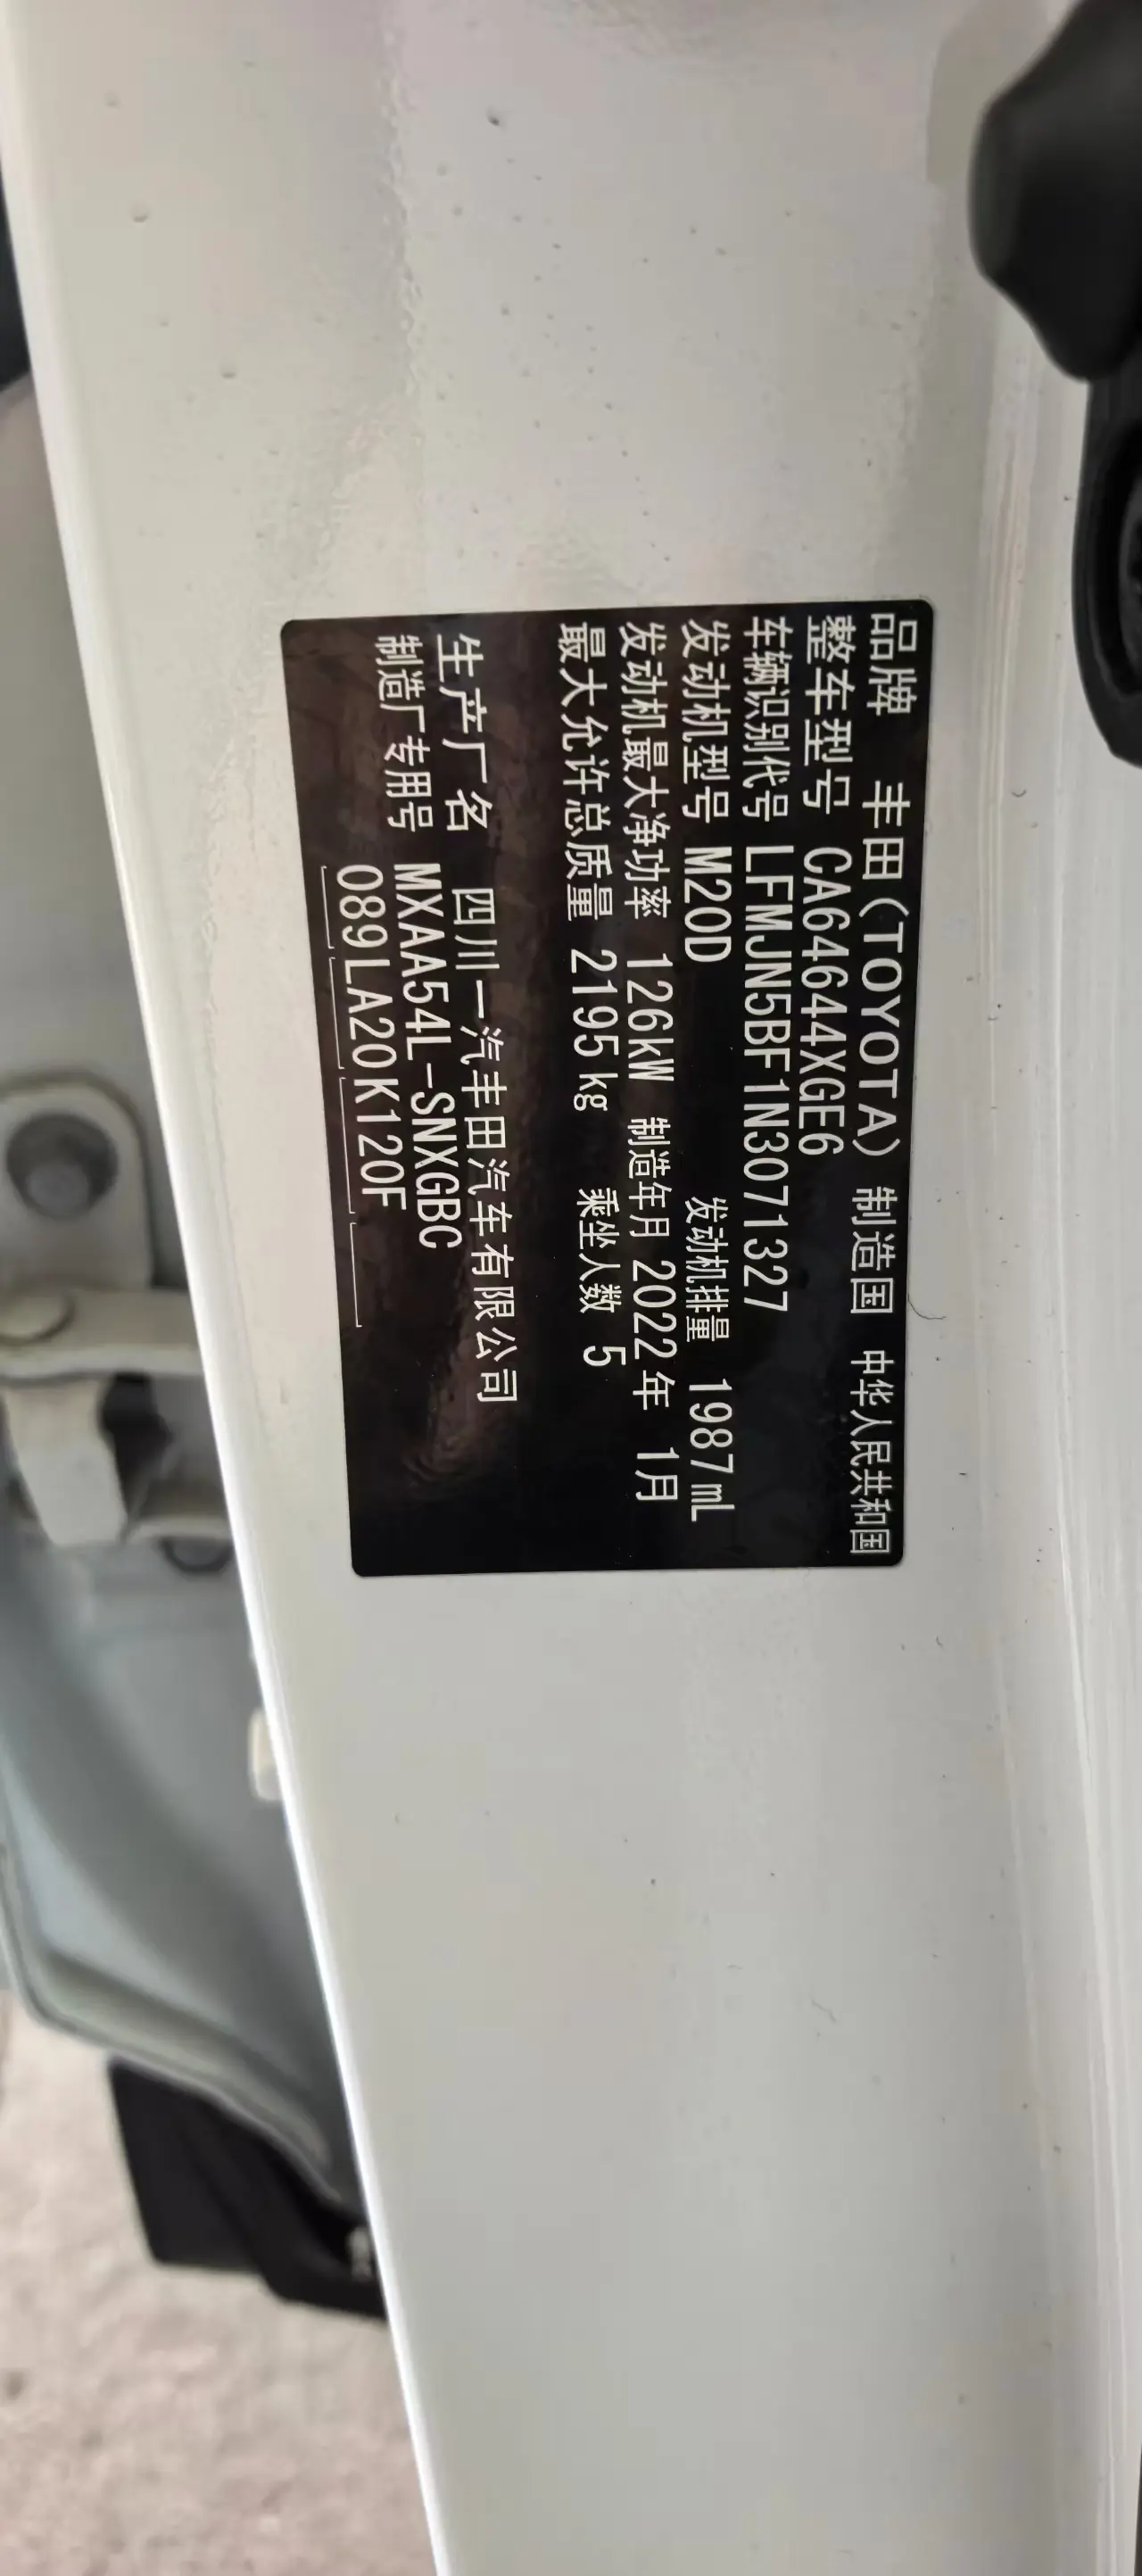 品牌 丰田(TOYOTA) 制造国 中华人民共和国
整车型号 CA64644XGE6
车辆识别代号 LFMJN5BF1N3071327
发动机型号 M20D 发动机排量 1987mL
发动机最大净功率 126kW 制造年月 2022年 1月
最大允许总质量 2195kg 乘坐人数 5
生产厂名 四川一汽丰田汽车有限公司
制造厂专用号 MXAA54L-SNXGBC
089LA20K120F